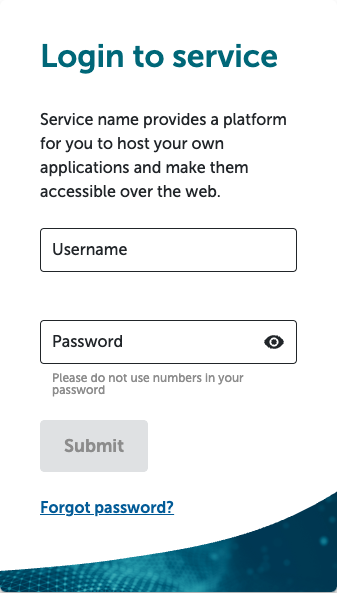 Login to service
Service name provides a platform
for you to host your own
applications and make them
accessible over the web.
Username
Password
Please do not use numbers in your
password
Submit
Forgot password?